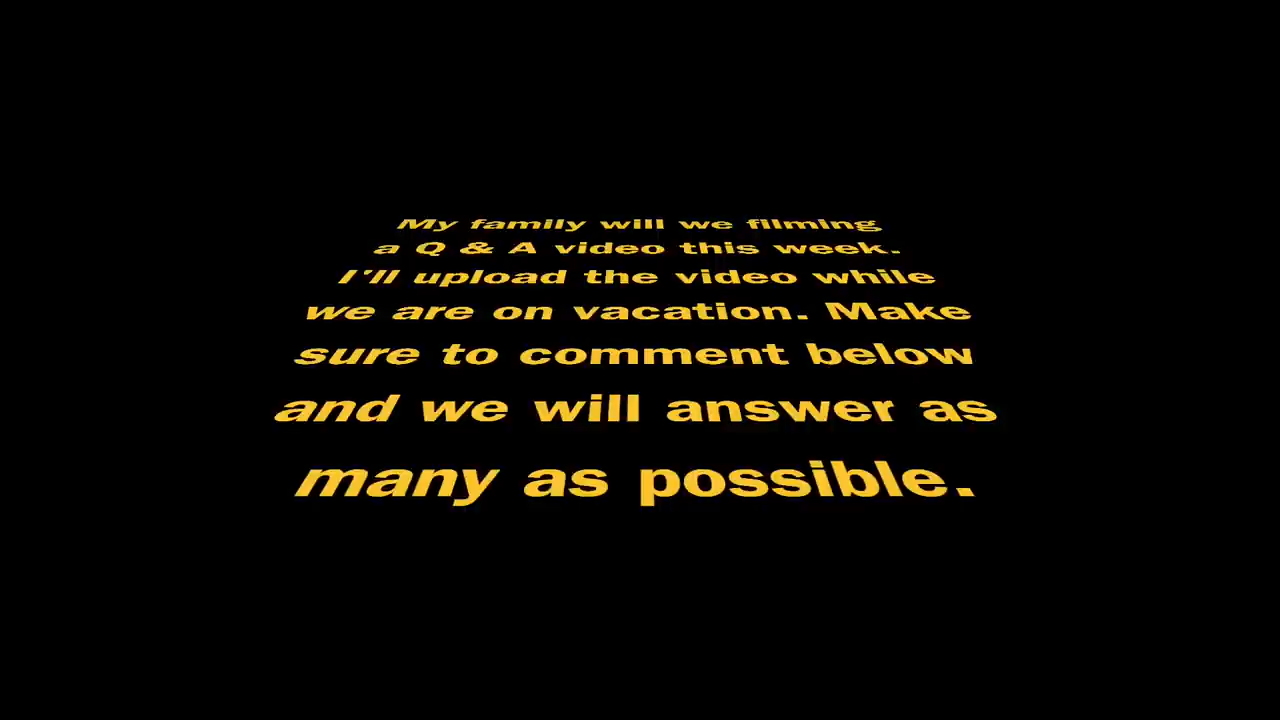 My family will we filming
a Q & A video this week.
I'll upload the video while
we are on vacation. Make
sure to comment below
and we will answer as
many as possible.